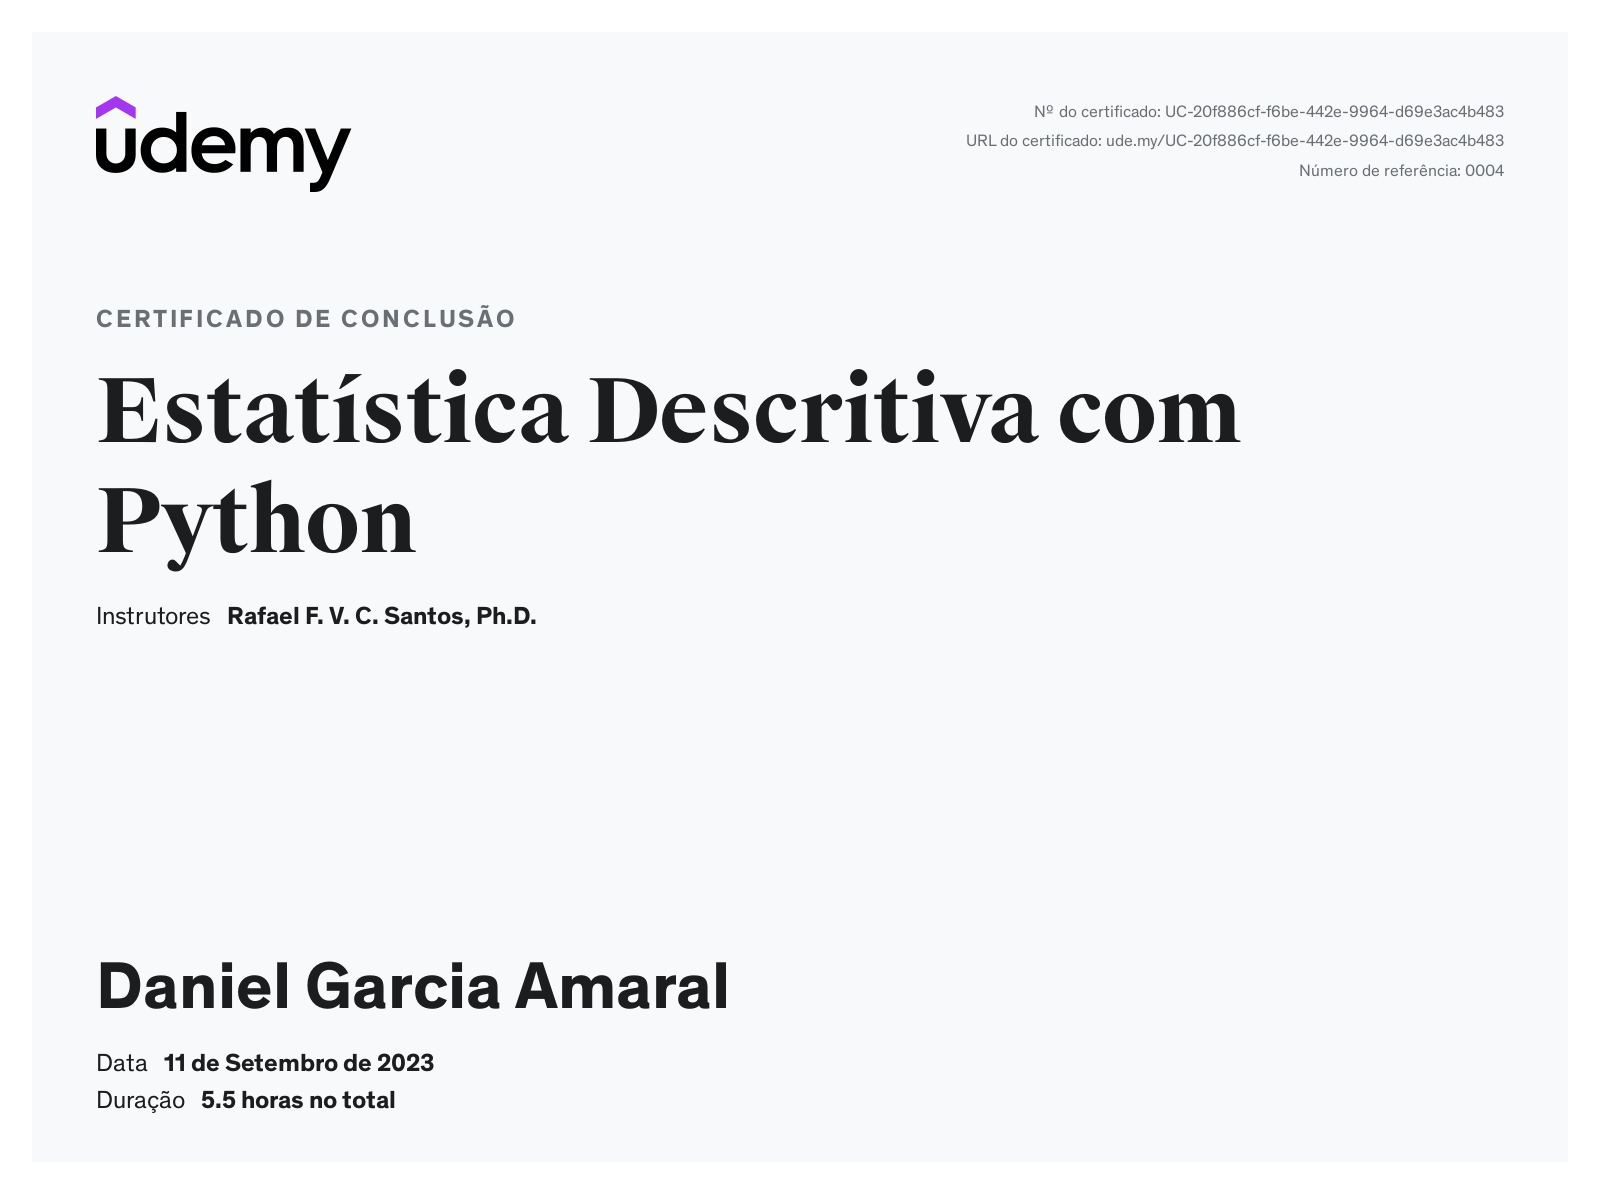 udemy
Nº do certificado: UC-20f886cf-f6be-442e-9964-d69e3ac4b483
URL do certificado: ude.my/UC-20f886cf-f6be-442e-9964-d69e3ac4b483
Número de referência: 0004
CERTIFICADO DE CONCLUSÃO
Estatística Descritiva com
Python
Instrutores Rafael F. V. C. Santos, Ph.D.
Daniel Garcia Amaral
Data 11 de Setembro de 2023
Duração 5.5 horas no total